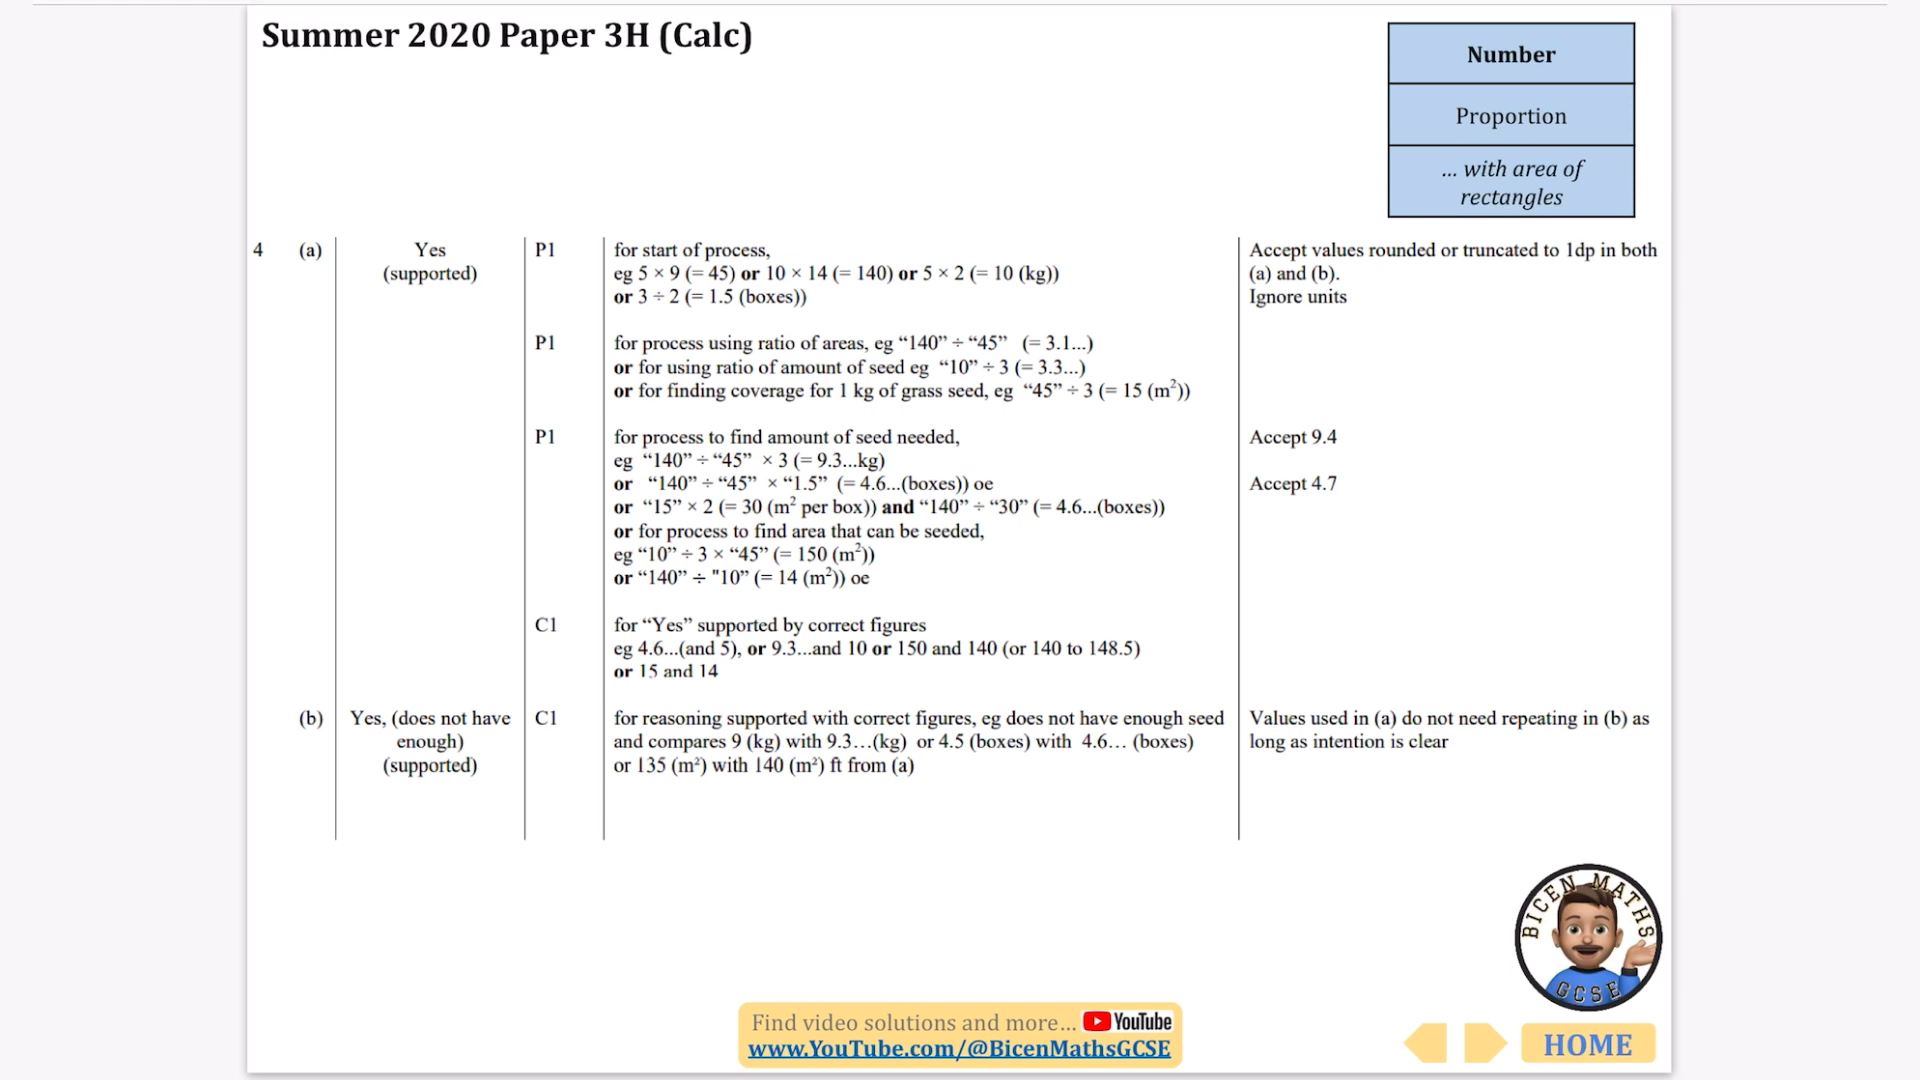 Summer 2020 Paper 3H (Calc)
Number
Proportion
... with area of
rectangles
4 (a) Yes P1 for start of process, Accept values rounded or truncated to 1dp in both
(supported) eg 5 × 9 (= 45) or 10 × 14 (= 140) or 5 × 2 (= 10 (kg)) (a) and (b).
or 3 ÷ 2 (= 1.5 (boxes)) Ignore units
P1 for process using ratio of areas, eg “140” ÷ “45” (= 3.1...)
or for using ratio of amount of seed eg “10” ÷ 3 (= 3.3...)
or for finding coverage for 1 kg of grass seed, eg “45” ÷ 3 (= 15 (m²))
P1 for process to find amount of seed needed, Accept 9.4
eg “140” ÷ “45” × 3 (= 9.3...kg)
or “140” ÷ “45” × “1.5” (= 4.6...(boxes)) oe Accept 4.7
or “15” × 2 (= 30 (m² per box)) and “140” ÷ “30” (= 4.6...(boxes))
or for process to find area that can be seeded,
eg “10” ÷ 3 × “45” (= 150 (m²))
or “140” ÷ "10” (= 14 (m²)) oe
C1 for “Yes” supported by correct figures
eg 4.6...(and 5), or 9.3...and 10 or 150 and 140 (or 140 to 148.5)
or 15 and 14
(b) Yes, (does not have C1 for reasoning supported with correct figures, eg does not have enough seed Values used in (a) do not need repeating in (b) as
enough) and compares 9 (kg) with 9.3…(kg) or 4.5 (boxes) with 4.6… (boxes) long as intention is clear
(supported) or 135 (m²) with 140 (m²) ft from (a)
BICEN MATHS
GCSE
Find video solutions and more... YouTube
www.YouTube.com/@BicenMathsGCSE
HOME